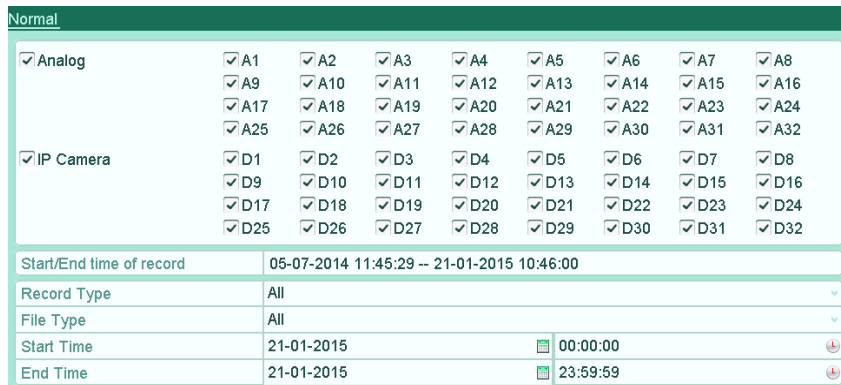 Normal
Analog A1 A2 A3 A4 A5 A6 A7 A8
A9 A10 A11 A12 A13 A14 A15 A16
A17 A18 A19 A20 A21 A22 A23 A24
A25 A26 A27 A28 A29 A30 A31 A32
IP Camera D1 D2 D3 D4 D5 D6 D7 D8
D9 D10 D11 D12 D13 D14 D15 D16
D17 D18 D19 D20 D21 D22 D23 D24
D25 D26 D27 D28 D29 D30 D31 D32
Start/End time of record 05-07-2014 11:45:29 -- 21-01-2015 10:46:00
Record Type All
File Type All
Start Time 21-01-2015 00:00:00
End Time 21-01-2015 23:59:59